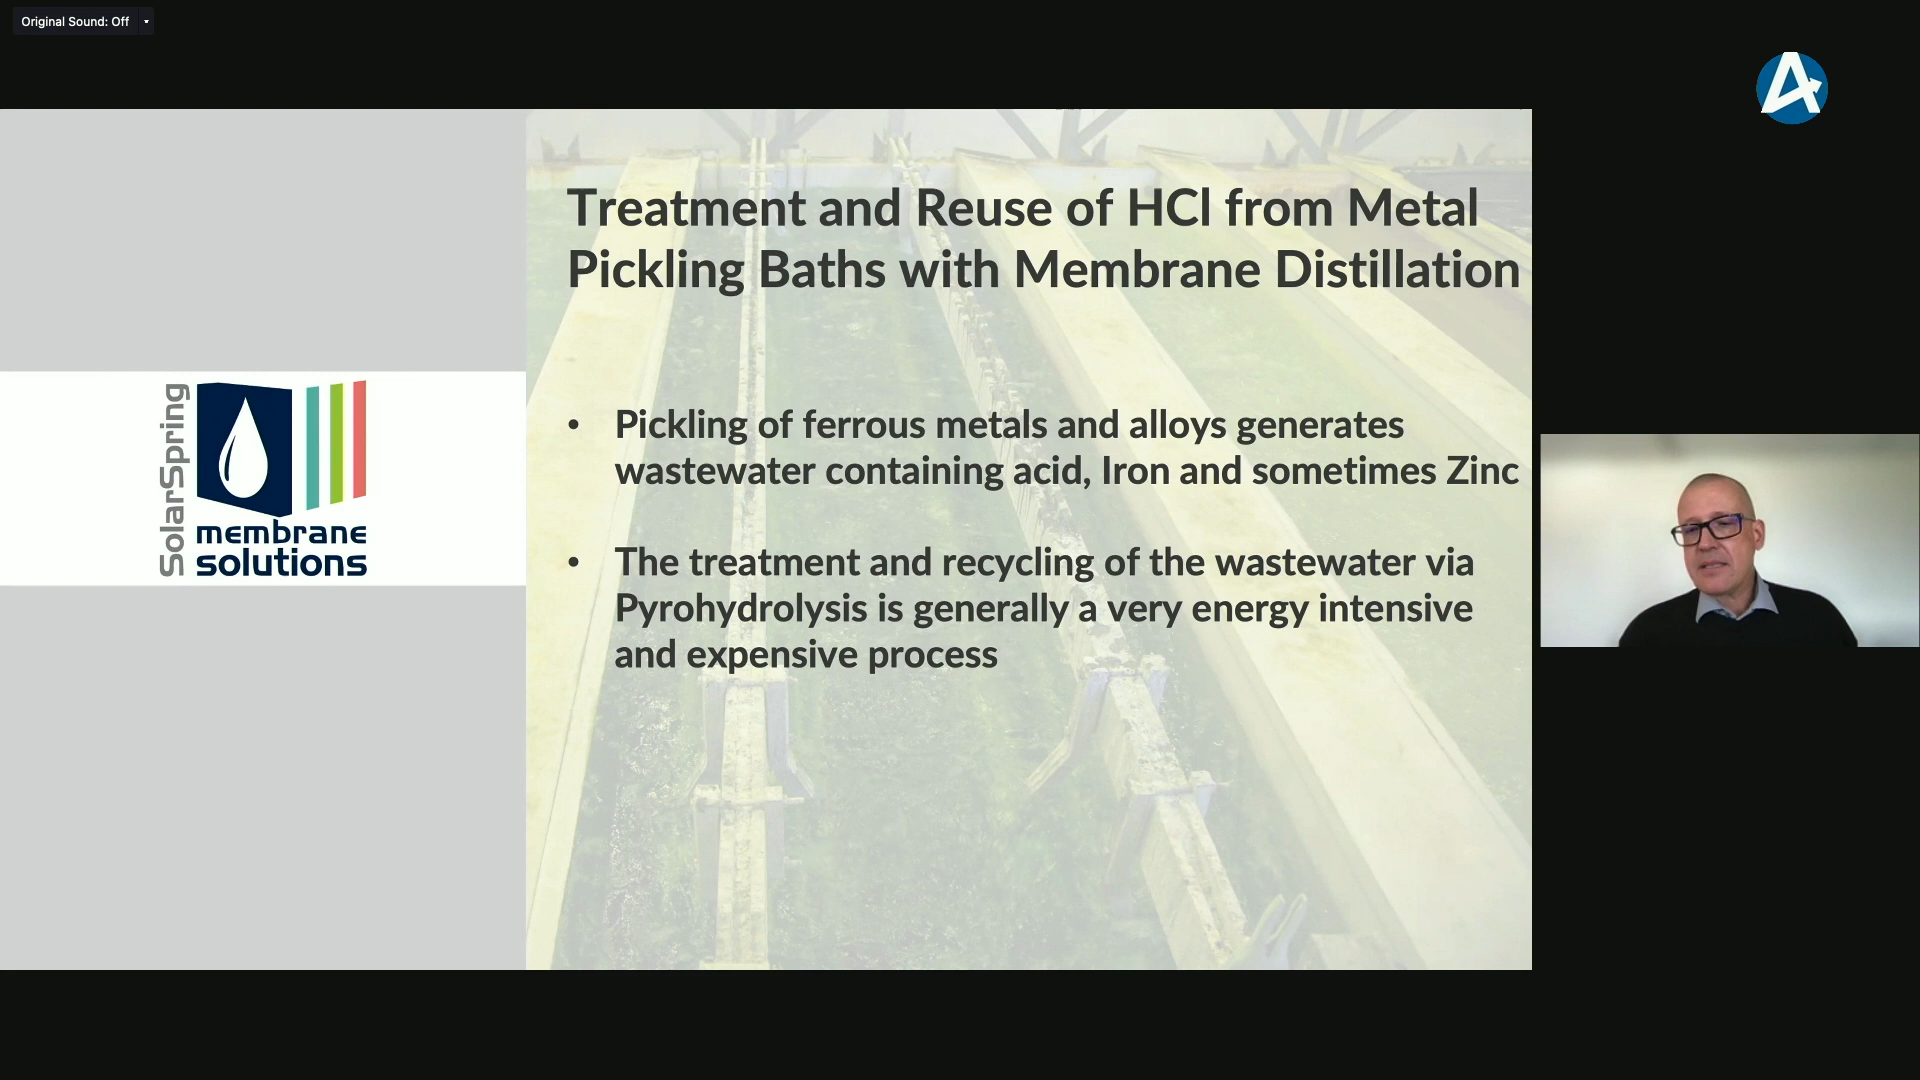 Original Sound: Off
Treatment and Reuse of HCl from Metal
Pickling Baths with Membrane Distillation
SolarSpring
membrane
solutions
• Pickling of ferrous metals and alloys generates
wastewater containing acid, Iron and sometimes Zinc
• The treatment and recycling of the wastewater via
Pyrohydrolysis is generally a very energy intensive
and expensive process